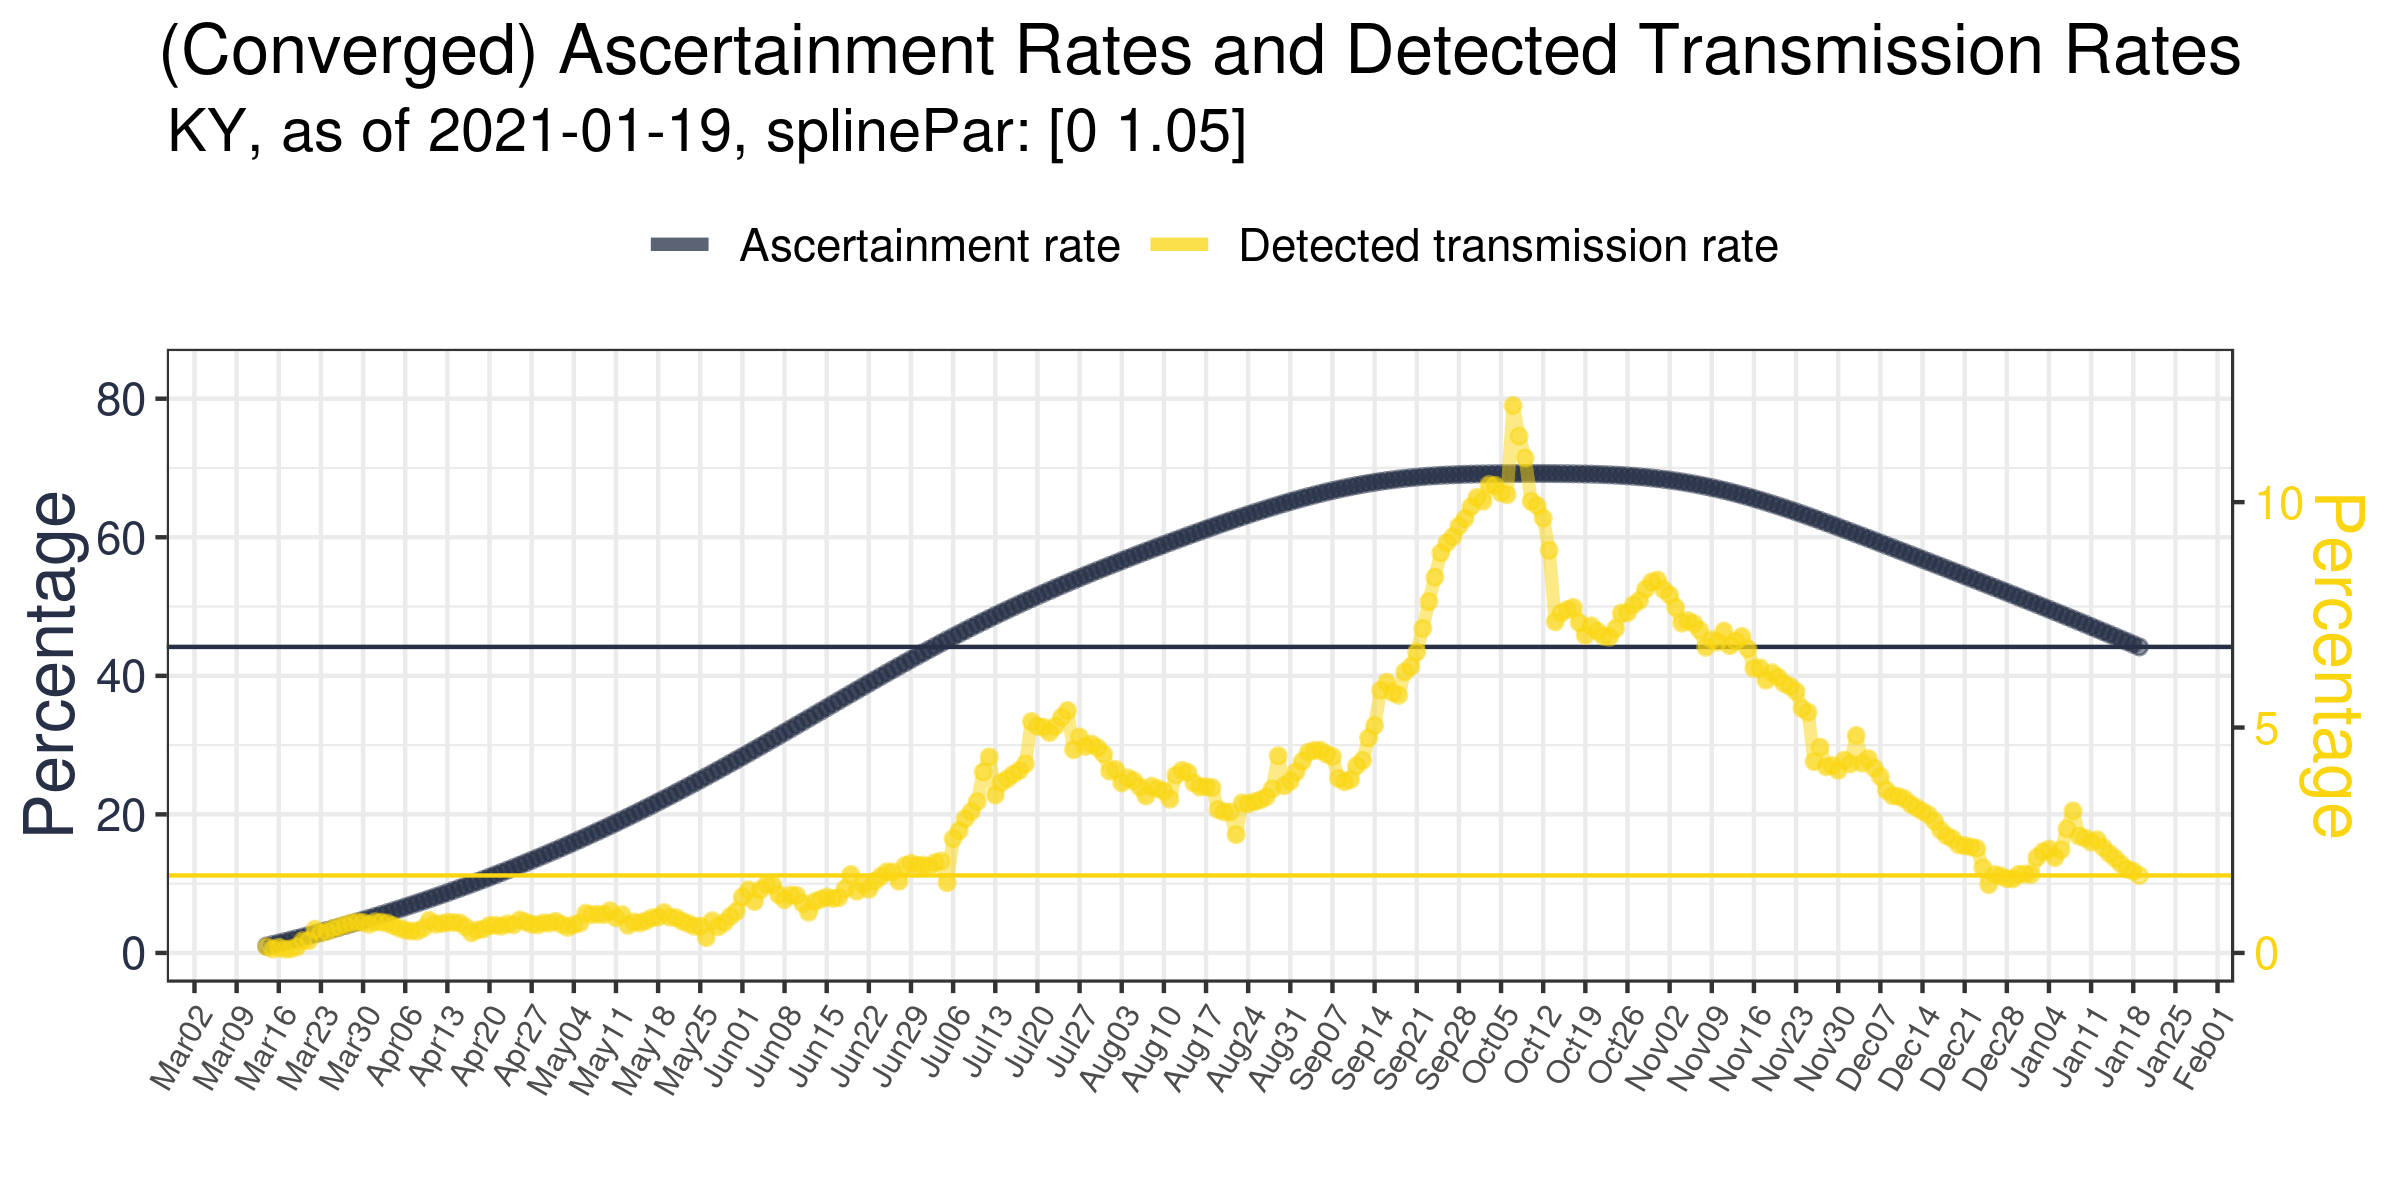 (Converged) Ascertainment Rates and Detected Transmission Rates
KY, as of 2021-01-19, splinePar: [0 1.05]
Ascertainment rate
Detected transmission rate
Percentage
80
60
40
20
0
10
5
0
Percentage
Mar02
Mar09
Mar16
Mar23
Mar30
Apr06
Apr13
Apr20
Apr27
May04
May11
May18
May25
Jun01
Jun08
Jun15
Jun22
Jun29
Jul06
Jul13
Jul20
Jul27
Aug03
Aug10
Aug17
Aug24
Aug31
Sep07
Sep14
Sep21
Sep28
Oct05
Oct12
Oct19
Oct26
Nov02
Nov09
Nov16
Nov23
Nov30
Dec07
Dec14
Dec21
Dec28
Jan04
Jan11
Jan18
Jan25
Feb01